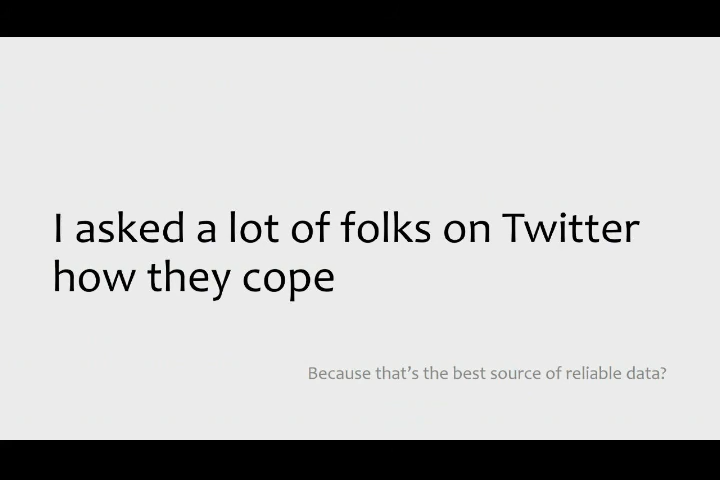 I asked a lot of folks on Twitter
how they cope
Because that’s the best source of reliable data?